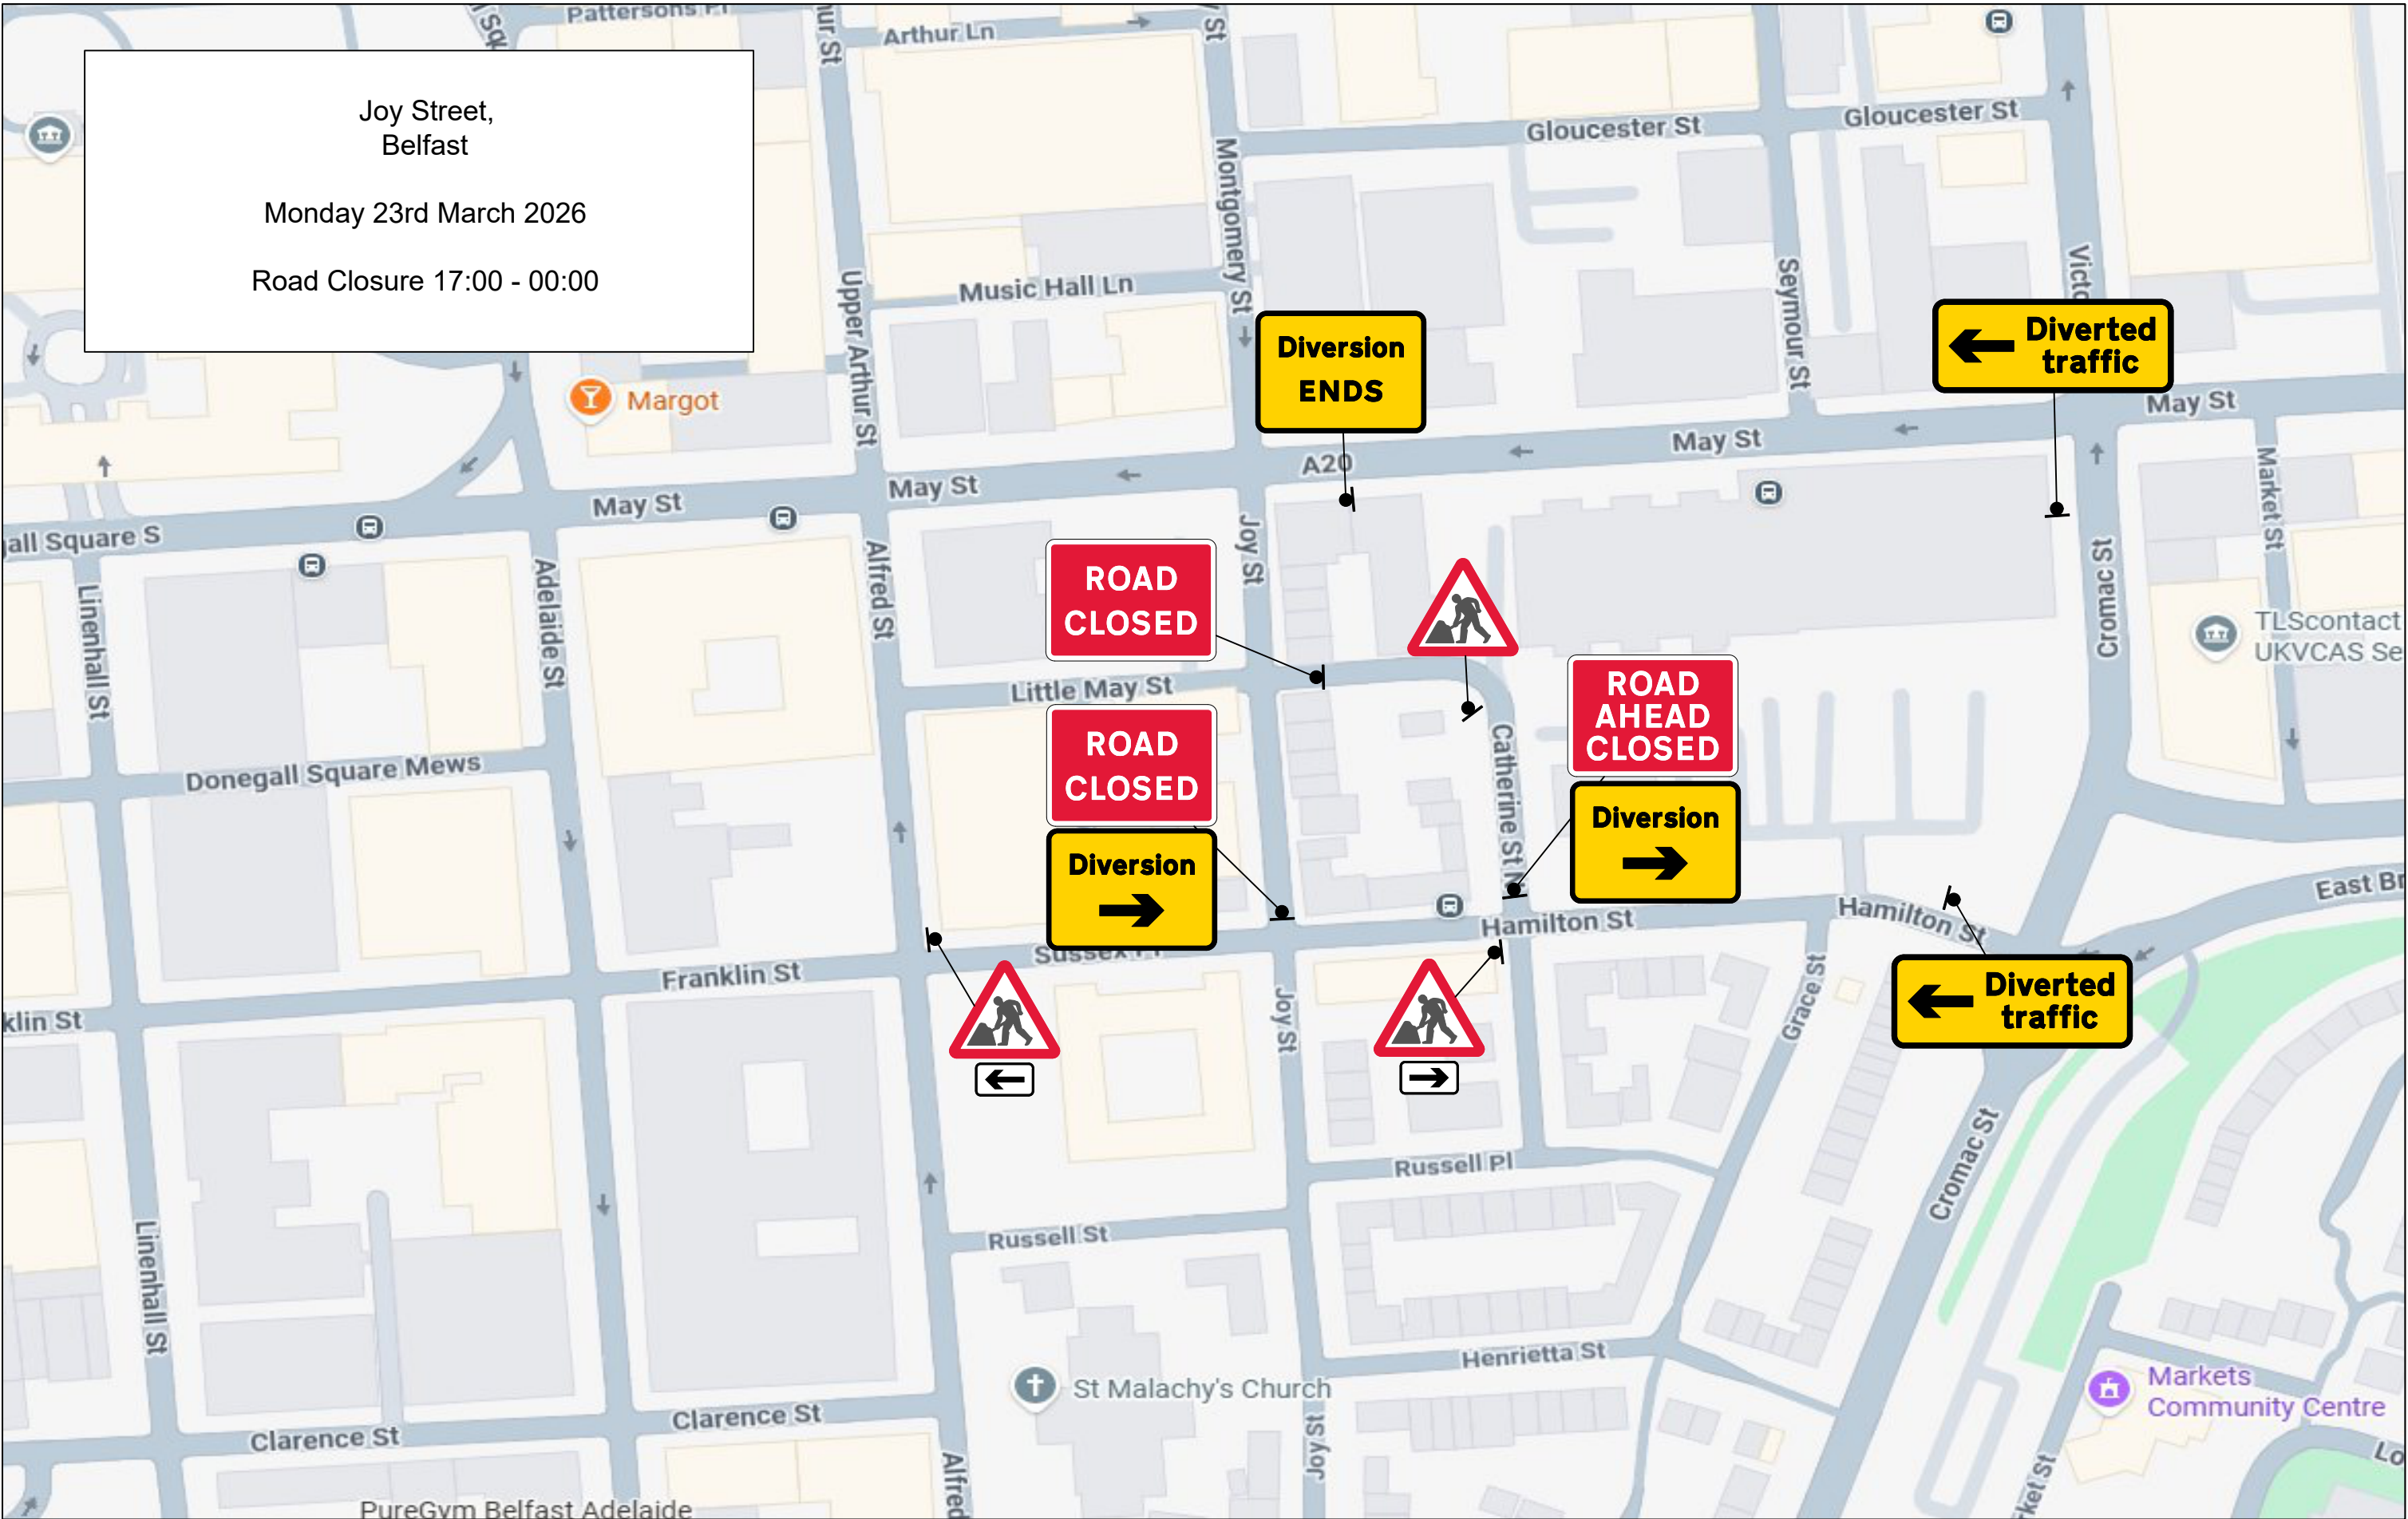 Joy Street,
Belfast
Monday 23rd March 2026
Road Closure 17:00 - 00:00
Pattersons Pl
Arthur Ln
Gloucester St
Gloucester St
Montgomery St
Music Hall Ln
Upper Arthur St
Seymour St
Margot
Diversion
ENDS
Diverted
traffic
May St
May St
A20
May St
May St
Market St
Joy St
Alfred St
Adelaide St
Linenhall St
Cromac St
ROAD
CLOSED
TLScontact
Little May St
ROAD
AHEAD
CLOSED
Diversion
ROAD
CLOSED
Diversion
Catherine St N
Donegall Square Mews
Hamilton St
Hamilton St
Franklin St
Joy St
Grace St
Diverted
traffic
Cromac St
Russell Pl
Russell St
Linenhall St
Henrietta St
St Malachy's Church
Markets
Community Centre
Clarence St
Clarence St
Joy St
Alfred
PureGym Belfast Adelaide